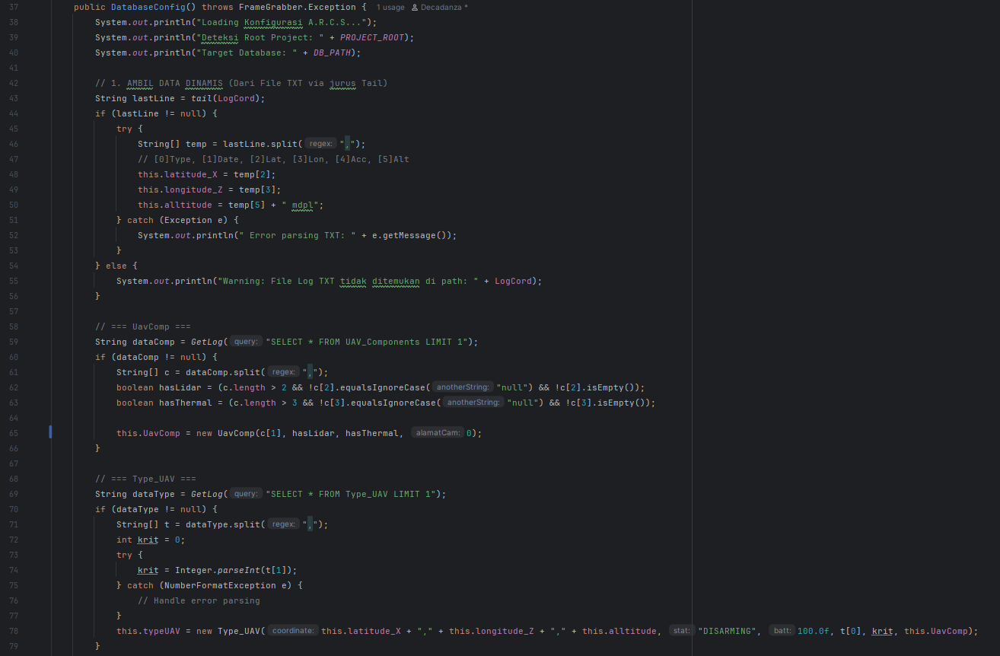 37 public DatabaseConfig() throws FrameGrabber.Exception { 1 usage Decadanza *
38 System.out.println("Loading Konfigurasi A.R.C.S...");
39 System.out.println("Deteksi Root Project: " + PROJECT_ROOT);
40 System.out.println("Target Database: " + DB_PATH);
41
42 // 1. AMBIL DATA DINAMIS (Dari File TXT via jurus Tail)
43 String lastLine = tail(LogCord);
44 if (lastLine != null) {
45 try {
46 String[] temp = lastLine.split( regex: ",");
47 // [0]Type, [1]Date, [2]Lat, [3]Lon, [4]Acc, [5]Alt
48 this.latitude_X = temp[2];
49 this.longitude_Z = temp[3];
50 this.alltitude = temp[5] + " mdpl";
51 } catch (Exception e) {
52 System.out.println(" Error parsing TXT: " + e.getMessage());
53 }
54 } else {
55 System.out.println("Warning: File Log TXT tidak ditemukan di path: " + LogCord);
56 }
57
58 // === UavComp ===
59 String dataComp = GetLog( query: "SELECT * FROM UAV_Components LIMIT 1");
60 if (dataComp != null) {
61 String[] c = dataComp.split( regex: ",");
62 boolean hasLidar = (c.length > 2 && !c[2].equalsIgnoreCase( anotherString: "null") && !c[2].isEmpty());
63 boolean hasThermal = (c.length > 3 && !c[3].equalsIgnoreCase( anotherString: "null") && !c[3].isEmpty());
64
65 this.UavComp = new UavComp(c[1], hasLidar, hasThermal, alamatCam: 0);
66 }
67
68 // === Type_UAV ===
69 String dataType = GetLog( query: "SELECT * FROM Type_UAV LIMIT 1");
70 if (dataType != null) {
71 String[] t = dataType.split( regex: ",");
72 int krit = 0;
73 try {
74 krit = Integer.parseInt(t[1]);
75 } catch (NumberFormatException e) {
76 // Handle error parsing
77 }
78 this.typeUAV = new Type_UAV( coordinate: this.latitude_X + "," + this.longitude_Z + "," + this.alltitude, stat: "DISARMING", batt: 100.0f, t[0], krit, this.UavComp);
79 }